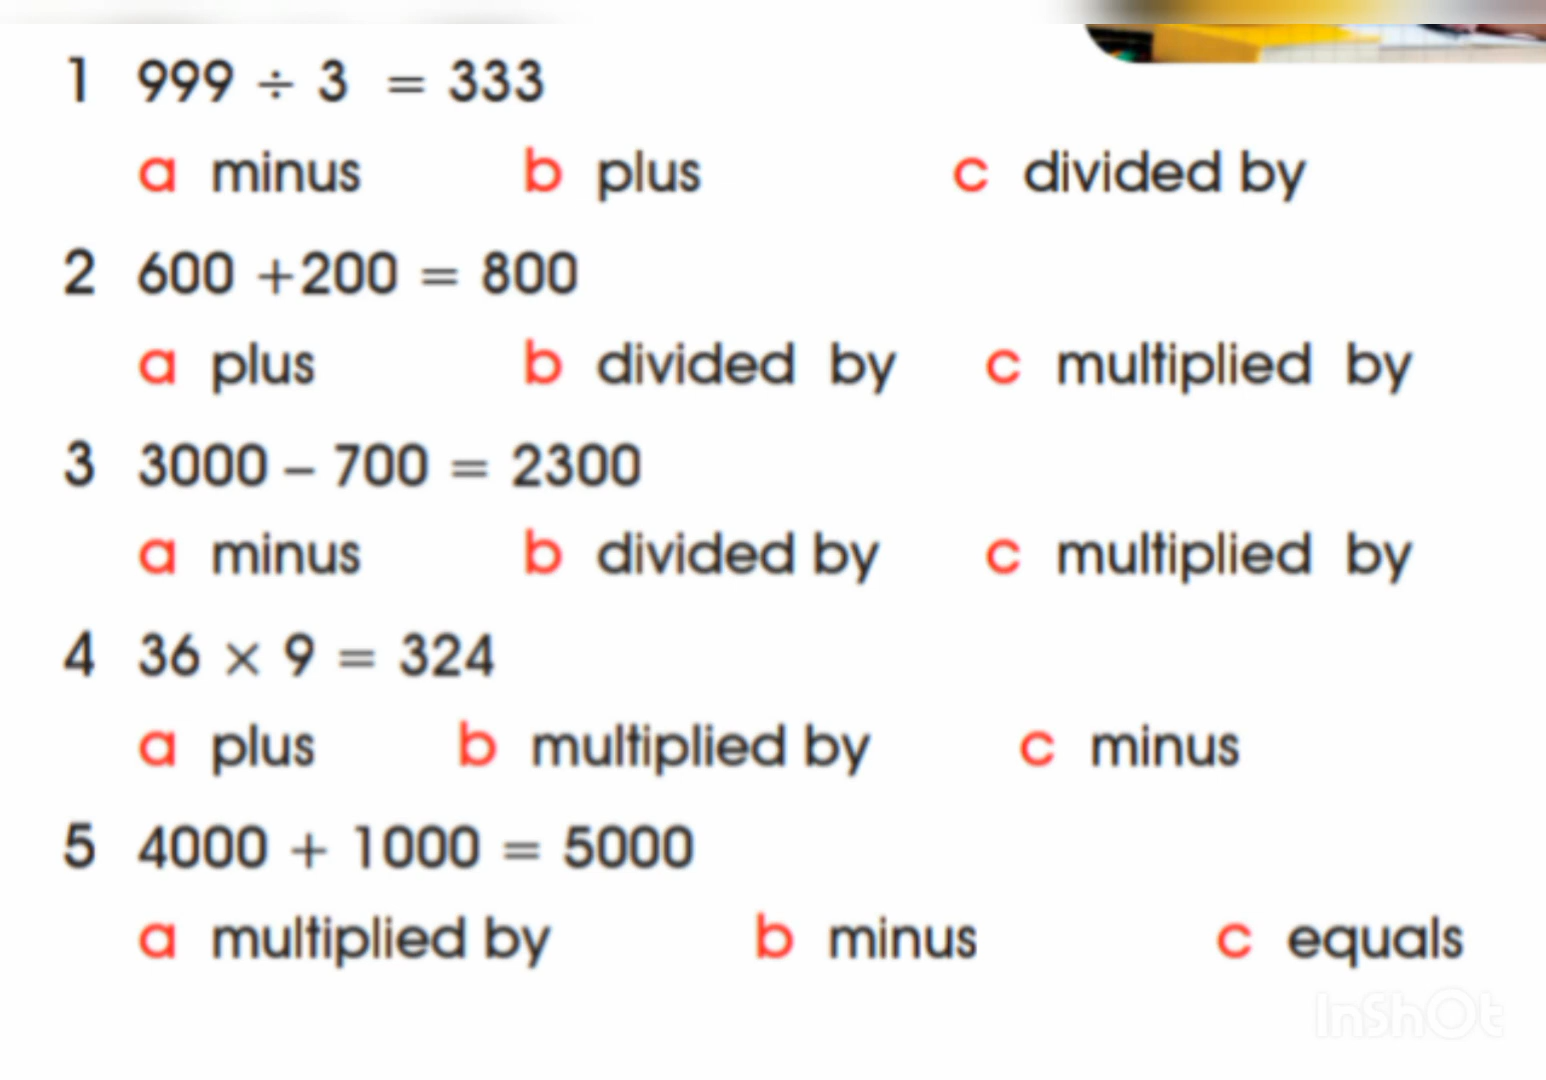 1 999 ÷ 3 = 333
a minus b plus c divided by
2 600 +200 = 800
a plus b divided by c multiplied by
3 3000 – 700 = 2300
a minus b divided by c multiplied by
4 36 × 9 = 324
a plus b multiplied by c minus
5 4000 + 1000 = 5000
a multiplied by b minus c equals
InShOt